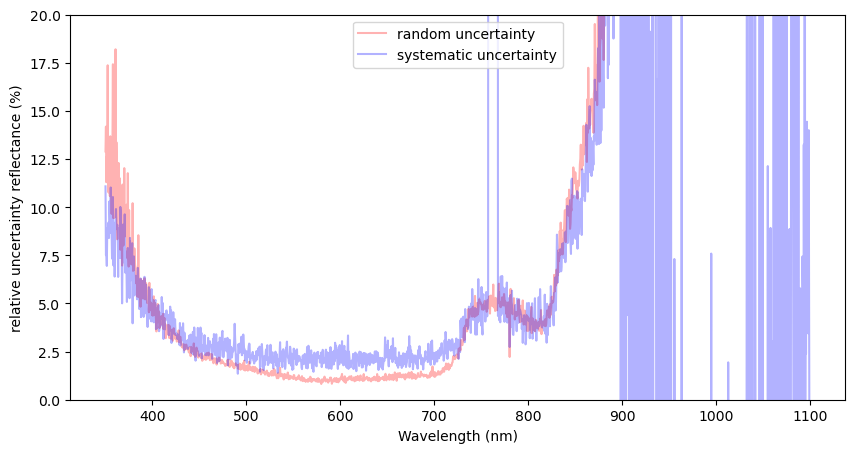 random uncertainty
systematic uncertainty
relative uncertainty reflectance (%)
20.0
17.5
15.0
12.5
10.0
7.5
5.0
2.5
0.0
400 500 600 700 800 900 1000 1100
Wavelength (nm)